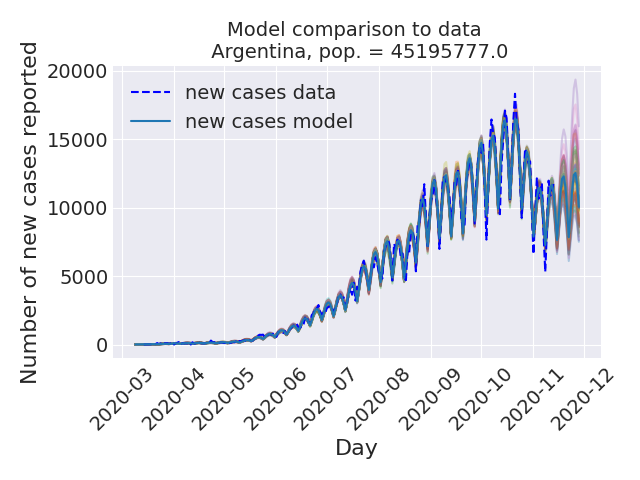 Model comparison to data
Argentina, pop. = 45195777.0
Number of new cases reported
20000
15000
10000
5000
0
new cases data
new cases model
2020-03
2020-04
2020-05
2020-06
2020-07
2020-08
2020-09
2020-10
2020-11
2020-12
Day